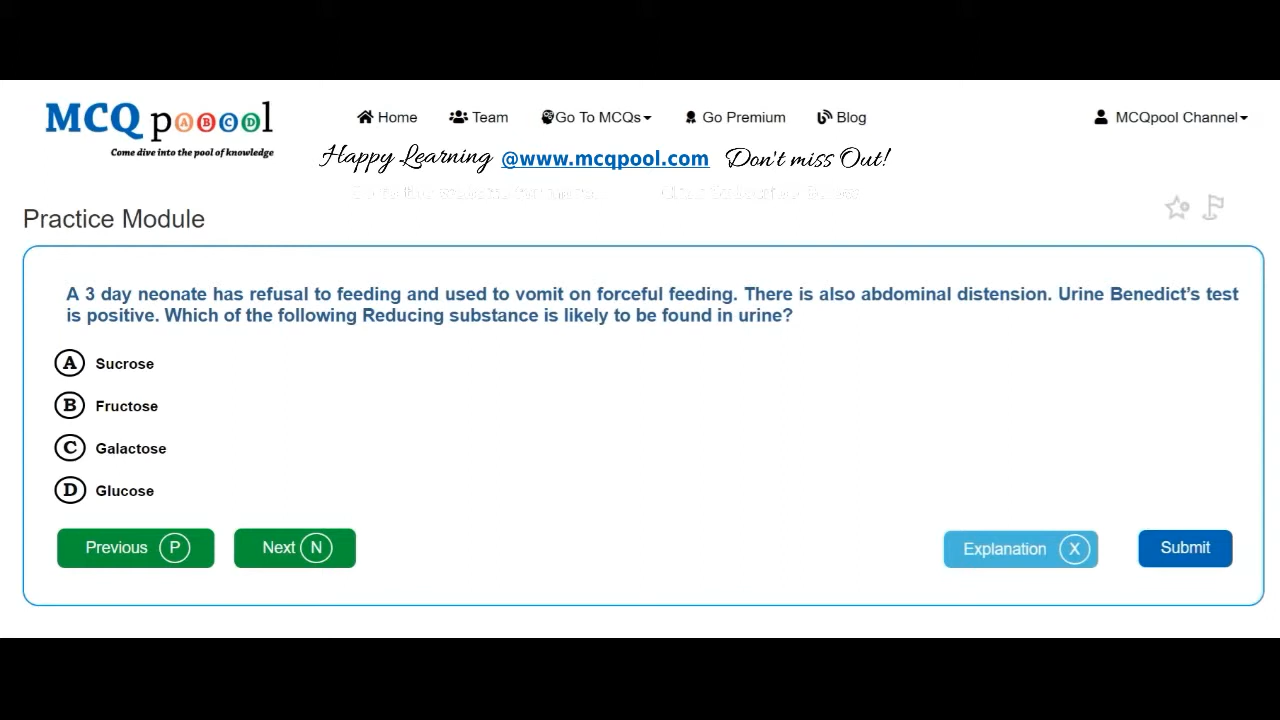 MCQ pooool
Come dive into the pool of knowledge
Home Team Go To MCQs Go Premium Blog MCQpool Channel
Happy Learning @www.mcqpool.com Don't miss Out!
Practice Module
A 3 day neonate has refusal to feeding and used to vomit on forceful feeding. There is also abdominal distension. Urine Benedict's test
is positive. Which of the following Reducing substance is likely to be found in urine?
A Sucrose
B Fructose
C Galactose
D Glucose
Previous P Next N Explanation X Submit